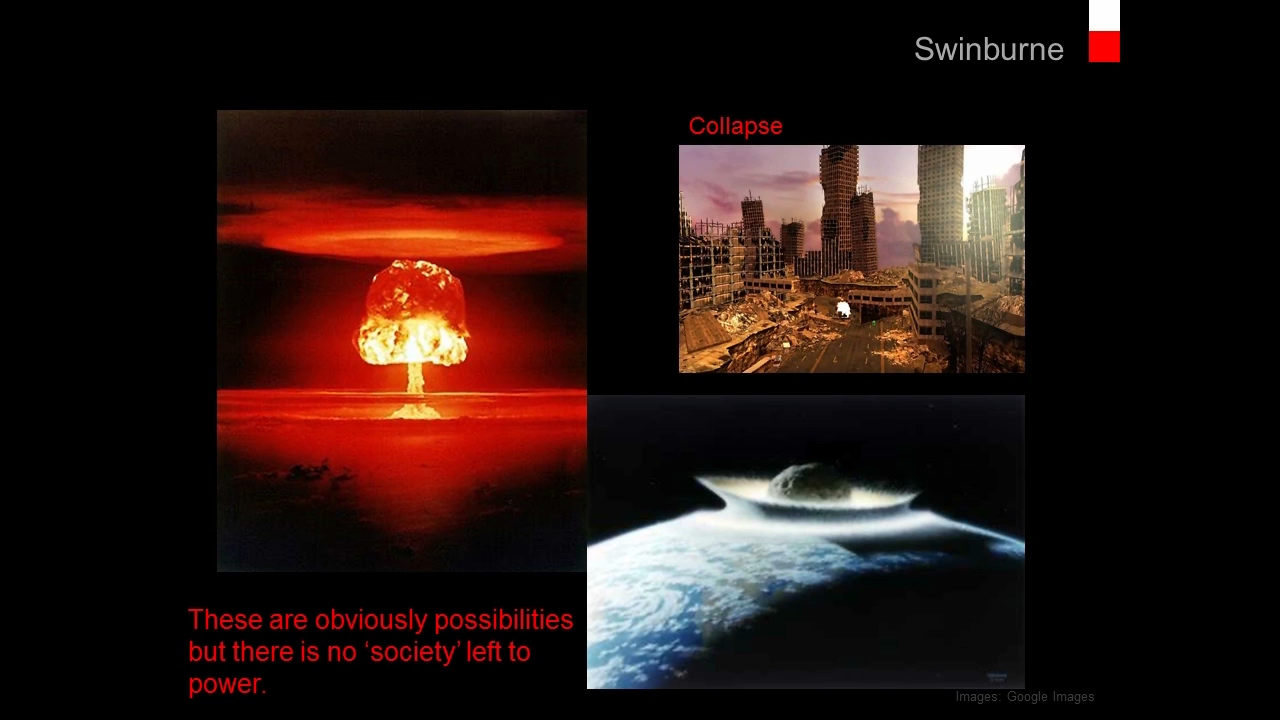 Swinburne
Collapse
These are obviously possibilities
but there is no ‘society’ left to
power.
Images: Google Images